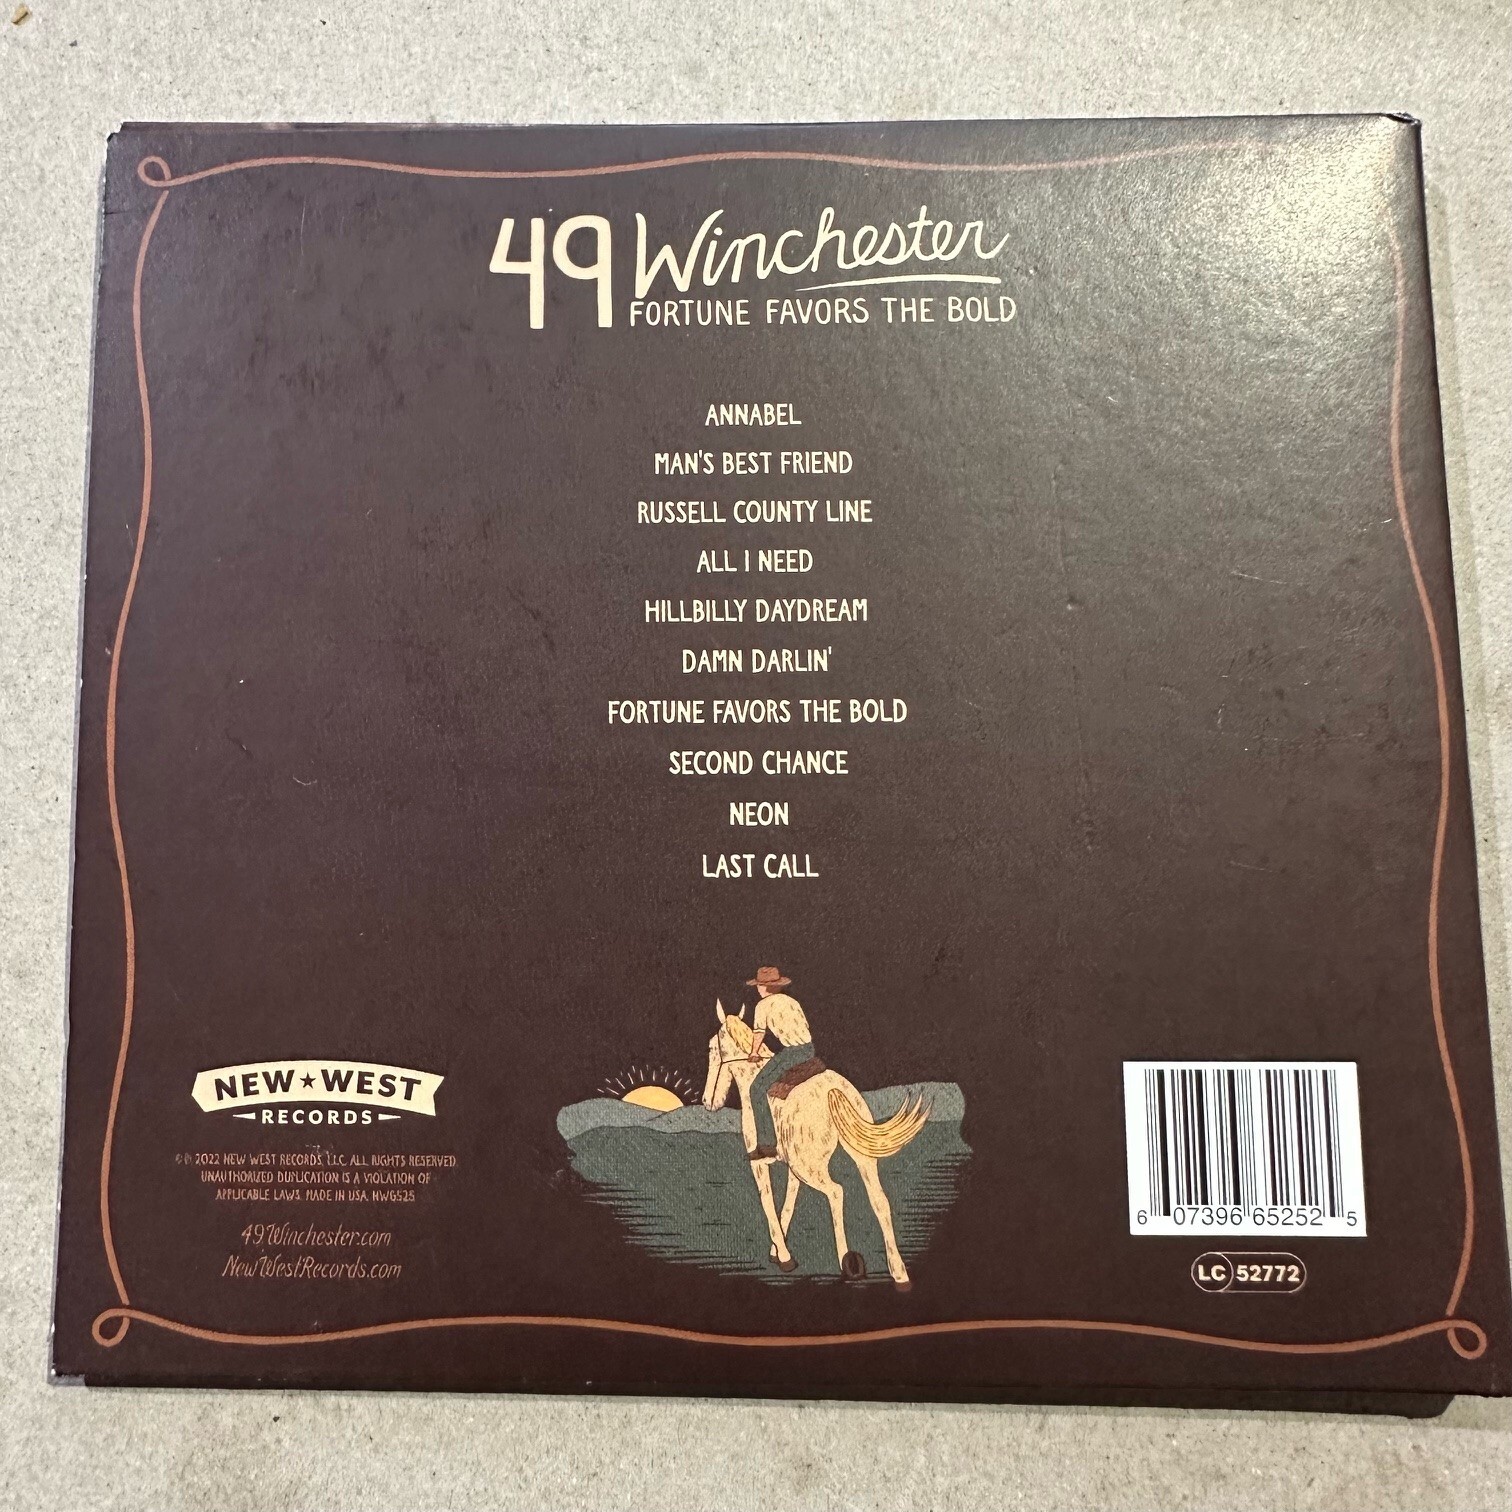 49 Winchester
FORTUNE FAVORS THE BOLD
ANNABEL
MAN'S BEST FRIEND
RUSSELL COUNTY LINE
ALL I NEED
HILLBILLY DAYDREAM
DAMN DARLIN'
FORTUNE FAVORS THE BOLD
SECOND CHANCE
NEON
LAST CALL
NEW★WEST
RECORDS
©℗ 2022 NEW WEST RECORDS, LLC. ALL RIGHTS RESERVED.
UNAUTHORIZED DUPLICATION IS A VIOLATION OF
APPLICABLE LAWS. MADE IN USA. NW6525
49Winchester.com
NewWestRecords.com
6 07396 65252 5
LC 52772